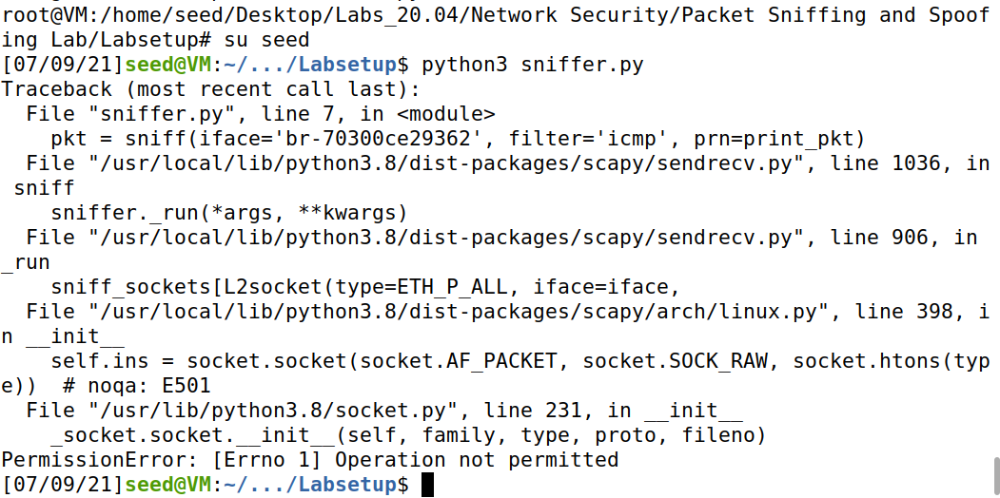 root@VM:/home/seed/Desktop/Labs_20.04/Network Security/Packet Sniffing and Spoof
ing Lab/Labsetup# su seed
[07/09/21]seed@VM:~/.../Labsetup$ python3 sniffer.py
Traceback (most recent call last):
  File "sniffer.py", line 7, in <module>
    pkt = sniff(iface='br-70300ce29362', filter='icmp', prn=print_pkt)
  File "/usr/local/lib/python3.8/dist-packages/scapy/sendrecv.py", line 1036, in
 sniff
    sniffer._run(*args, **kwargs)
  File "/usr/local/lib/python3.8/dist-packages/scapy/sendrecv.py", line 906, in
_run
    sniff_sockets[L2socket(type=ETH_P_ALL, iface=iface,
  File "/usr/local/lib/python3.8/dist-packages/scapy/arch/linux.py", line 398, i
n __init__
    self.ins = socket.socket(socket.AF_PACKET, socket.SOCK_RAW, socket.htons(typ
e))  # noqa: E501
  File "/usr/lib/python3.8/socket.py", line 231, in __init__
    _socket.socket.__init__(self, family, type, proto, fileno)
PermissionError: [Errno 1] Operation not permitted
[07/09/21]seed@VM:~/.../Labsetup$